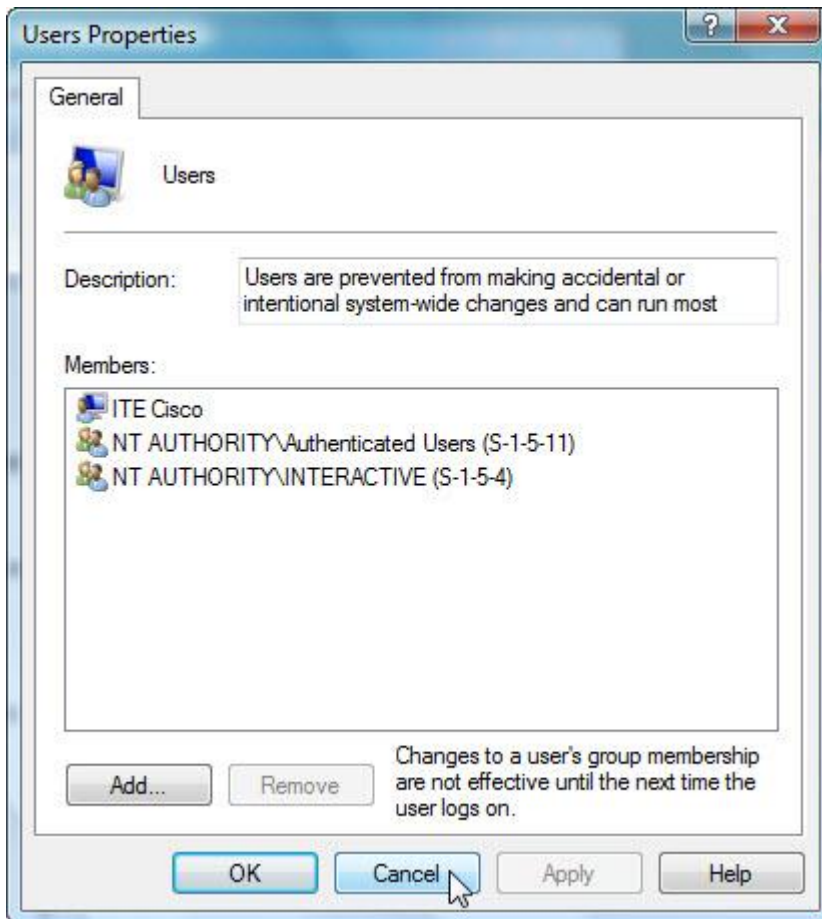 Users Properties
General
Users
Description:
Users are prevented from making accidental or
intentional system-wide changes and can run most
Members:
ITE Cisco
NT AUTHORITY\Authenticated Users (S-1-5-11)
NT AUTHORITY\INTERACTIVE (S-1-5-4)
Add...
Remove
Changes to a user's group membership
are not effective until the next time the
user logs on.
OK
Cancel
Apply
Help